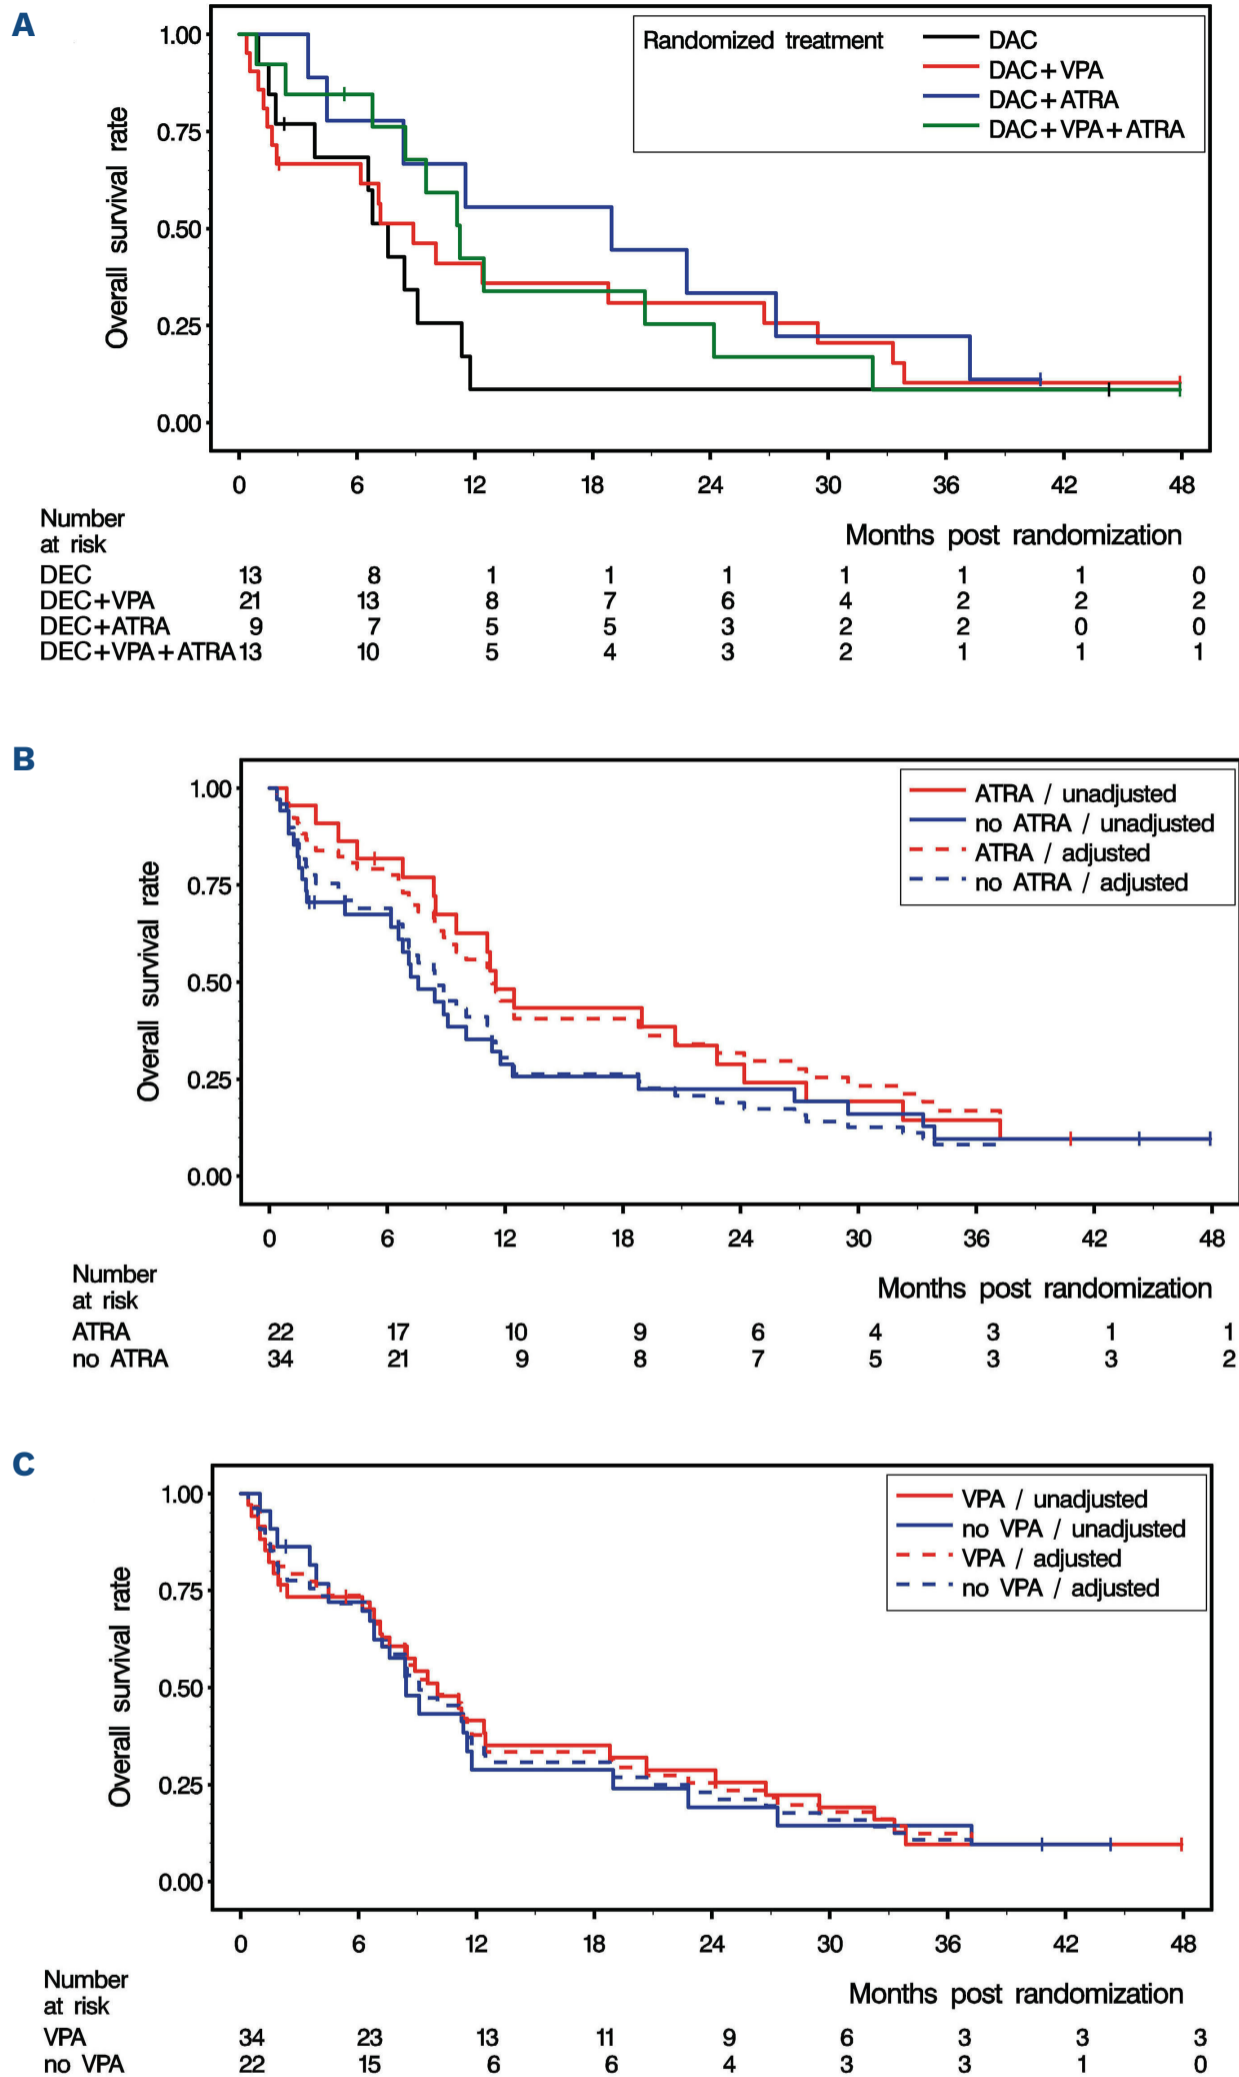 A
1.00
0.75
0.50
0.25
0.00
Overall survival rate
Randomized treatment
DAC
DAC+VPA
DAC+ATRA
DAC+VPA+ATRA
0 6 12 18 24 30 36 42 48
Number
at risk
Months post randomization
DEC 13 8 1 1 1 1 1 1 0
DEC+VPA 21 13 8 7 6 4 2 2 2
DEC+ATRA 9 7 5 5 3 2 2 0 0
DEC+VPA+ATRA 13 10 5 4 3 2 1 1 1
B
1.00
0.75
0.50
0.25
0.00
Overall survival rate
ATRA / unadjusted
no ATRA / unadjusted
ATRA / adjusted
no ATRA / adjusted
0 6 12 18 24 30 36 42 48
Number
at risk
Months post randomization
ATRA 22 17 10 9 6 4 3 1 1
no ATRA 34 21 9 8 7 5 3 3 2
C
1.00
0.75
0.50
0.25
0.00
Overall survival rate
VPA / unadjusted
no VPA / unadjusted
VPA / adjusted
no VPA / adjusted
0 6 12 18 24 30 36 42 48
Number
at risk
Months post randomization
VPA 34 23 13 11 9 6 3 3 3
no VPA 22 15 6 6 4 3 3 1 0